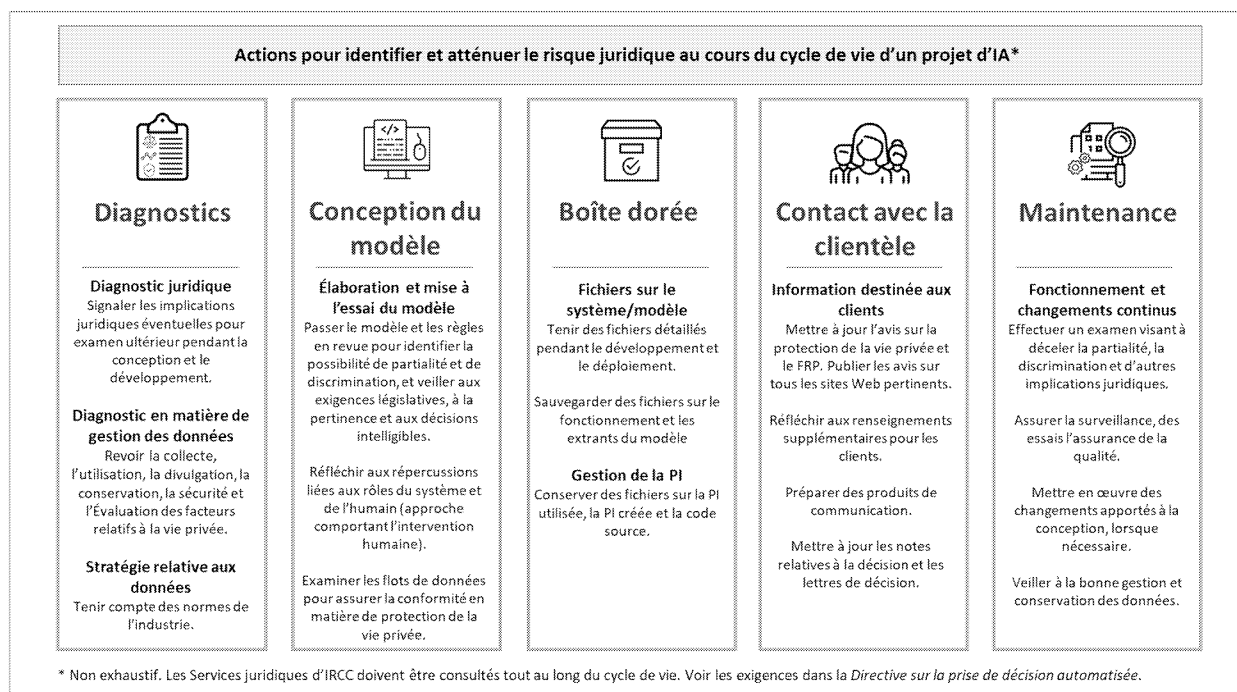 Actions pour identifier et atténuer le risque juridique au cours du cycle de vie d’un projet d’IA*
Diagnostics
Diagnostic juridique
Signaler les implications
juridiques éventuelles pour
examen ultérieur pendant la
conception et le
développement.
Diagnostic en matière de
gestion des données
Revoir la collecte,
l’utilisation, la divulgation, la
conservation, la sécurité et
l’Évaluation des facteurs
relatifs à la vie privée.
Stratégie relative aux
données
Tenir compte des normes de
l’industrie.
Conception du
modèle
Élaboration et mise à
l’essai du modèle
Passer le modèle et les règles
en revue pour identifier la
possibilité de partialité et de
discrimination, et veiller aux
exigences législatives, à la
pertinence et aux décisions
intelligibles.
Réfléchir aux répercussions
liées aux rôles du système et
de l’humain (approche
comportant l’intervention
humaine).
Examiner les flots de données
pour assurer la conformité en
matière de protection de la
vie privée.
Boîte dorée
Fichiers sur le
système/modèle
Tenir des fichiers détaillés
pendant le développement et
le déploiement.
Sauvegarder des fichiers sur le
fonctionnement et les
extrants du modèle
Gestion de la PI
Conserver des fichiers sur la PI
utilisée, la PI créée et la code
source.
Contact avec la
clientèle
Information destinée aux
clients
Mettre à jour l’avis sur la
protection de la vie privée et
le FRP. Publier les avis sur
tous les sites Web pertinents.
Réfléchir aux renseignements
supplémentaires pour les
clients.
Préparer des produits de
communication.
Mettre à jour les notes
relatives à la décision et les
lettres de décision.
Maintenance
Fonctionnement et
changements continus
Effectuer un examen visant à
déceler la partialité, la
discrimination et d’autres
implications juridiques.
Assurer la surveillance, des
essais l’assurance de la
qualité.
Mettre en œuvre des
changements apportés à la
conception, lorsque
nécessaire.
Veiller à la bonne gestion et
conservation des données.
* Non exhaustif. Les Services juridiques d’IRCC doivent être consultés tout au long du cycle de vie. Voir les exigences dans la Directive sur la prise de décision automatisée.